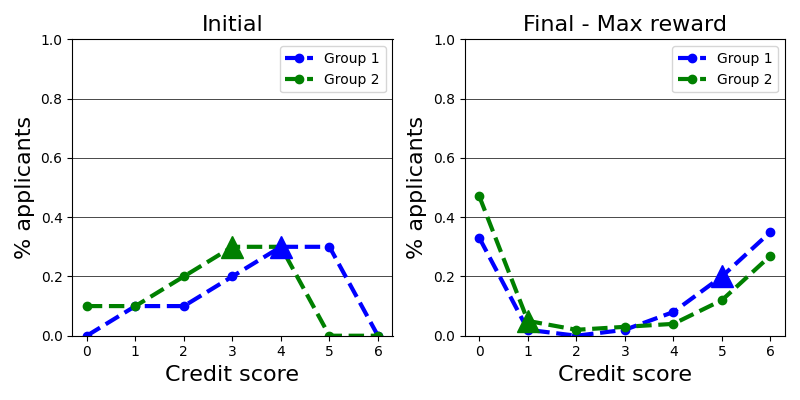 Initial
Group 1
Group 2
1.0
0.8
0.6
0.4
0.2
0.0
% applicants
0 1 2 3 4 5 6
Credit score
Final - Max reward
Group 1
Group 2
1.0
0.8
0.6
0.4
0.2
0.0
% applicants
0 1 2 3 4 5 6
Credit score